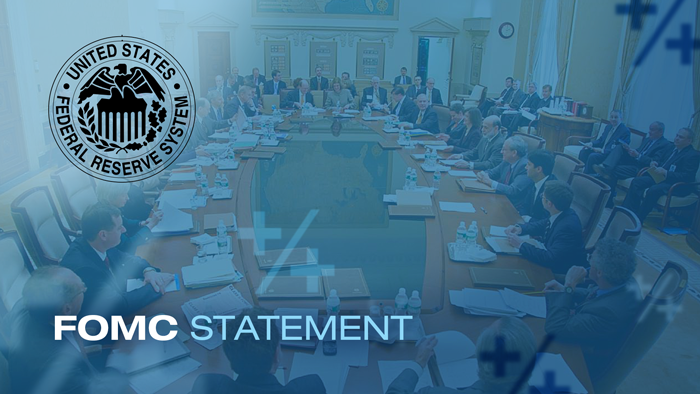 UNITED STATES
FEDERAL RESERVE SYSTEM
FOMC STATEMENT